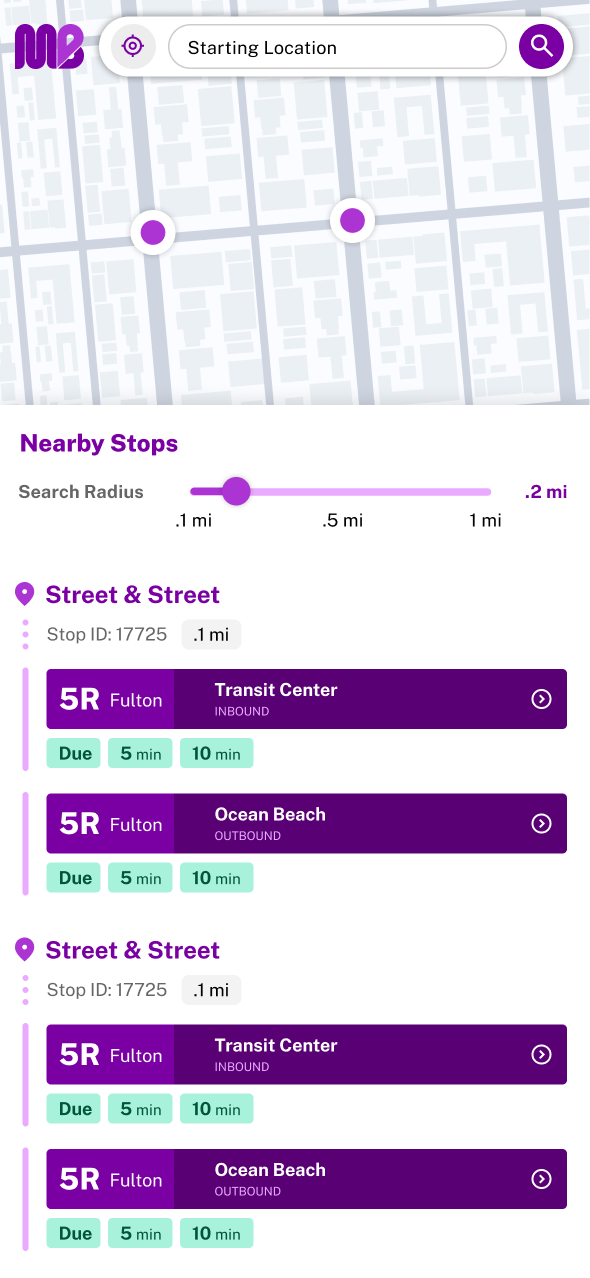 MB
Starting Location
Nearby Stops
Search Radius
.2 mi
.1 mi .5 mi 1 mi
Street & Street
Stop ID: 17725 .1 mi
5R Fulton Transit Center
INBOUND
Due 5 min 10 min
5R Fulton Ocean Beach
OUTBOUND
Due 5 min 10 min
Street & Street
Stop ID: 17725 .1 mi
5R Fulton Transit Center
INBOUND
Due 5 min 10 min
5R Fulton Ocean Beach
OUTBOUND
Due 5 min 10 min